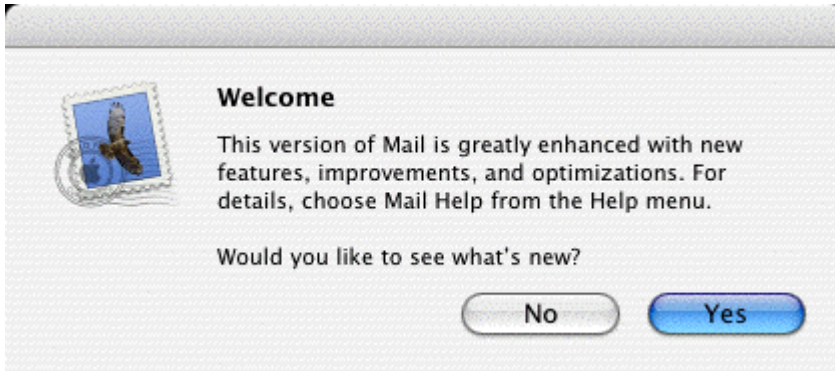 Welcome
This version of Mail is greatly enhanced with new
features, improvements, and optimizations. For
details, choose Mail Help from the Help menu.
Would you like to see what's new?
No
Yes